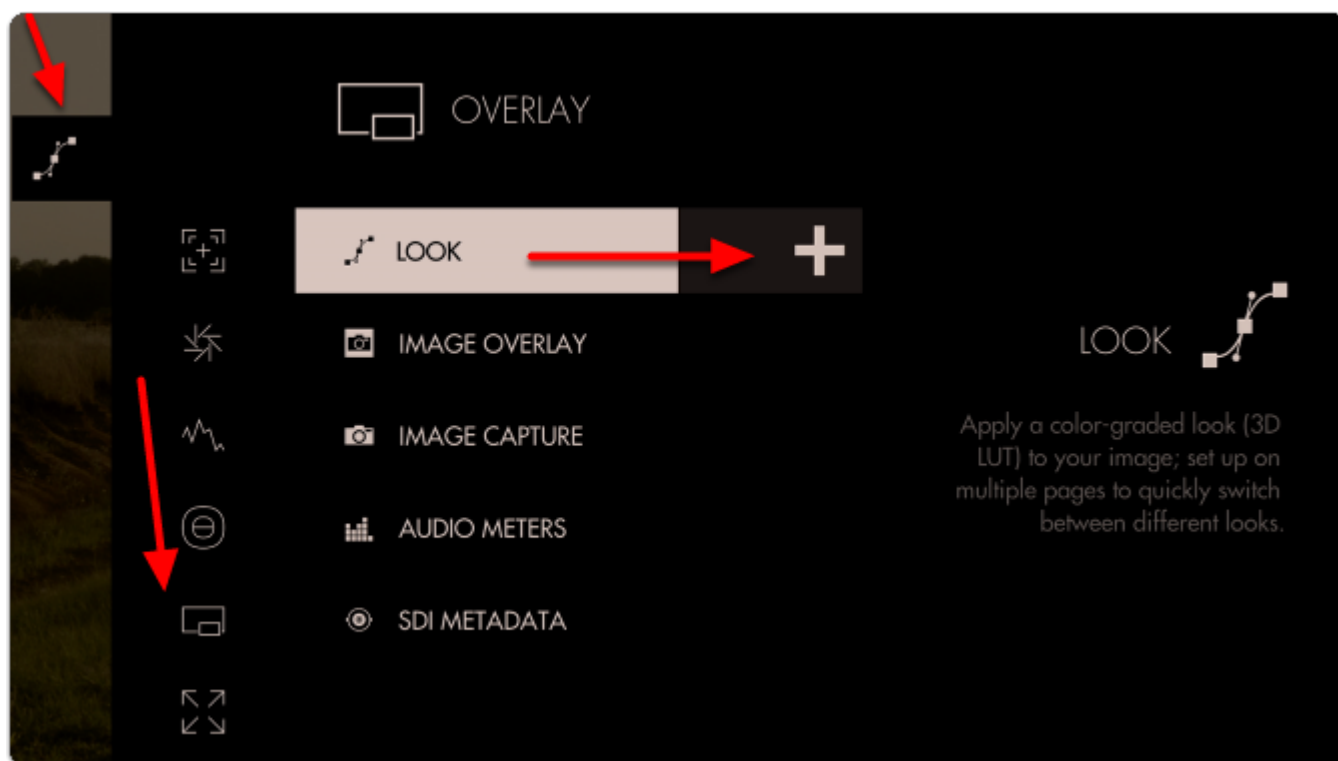 OVERLAY
LOOK
IMAGE OVERLAY
IMAGE CAPTURE
AUDIO METERS
SDI METADATA
LOOK
Apply a color-graded look (3D
LUT) to your image; set up on
multiple pages to quickly switch
between different looks.